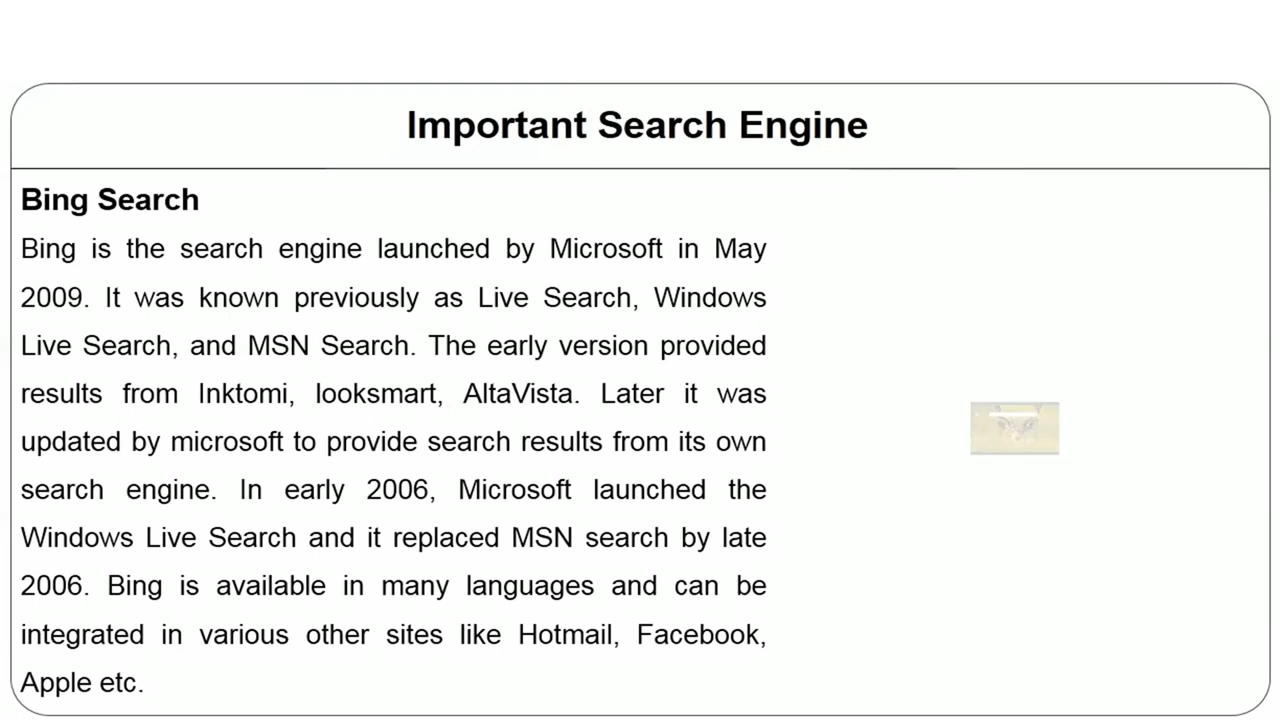 Important Search Engine
Bing Search
Bing is the search engine launched by Microsoft in May
2009. It was known previously as Live Search, Windows
Live Search, and MSN Search. The early version provided
results from Inktomi, looksmart, AltaVista. Later it was
updated by microsoft to provide search results from its own
search engine. In early 2006, Microsoft launched the
Windows Live Search and it replaced MSN search by late
2006. Bing is available in many languages and can be
integrated in various other sites like Hotmail, Facebook,
Apple etc.